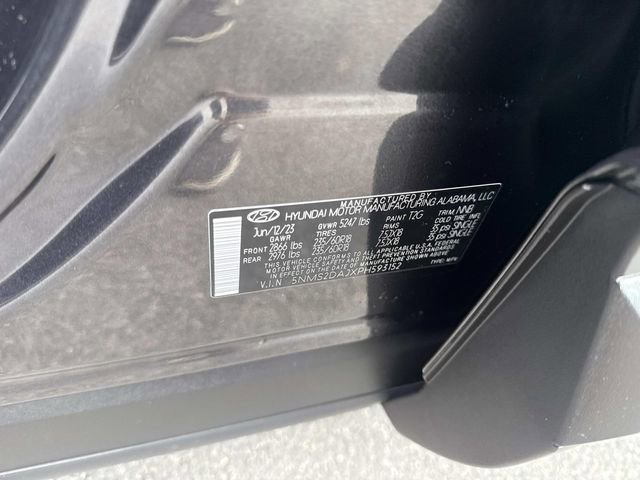 MANUFACTURED BY:
HYUNDAI MOTOR MANUFACTURING ALABAMA, LLC
Jun/12/23 GVWR 5247 lbs PAINT T2G TRIM: NNB
GAWR TIRES RIMS COLD TIRE INFL
FRONT 2866 lbs 235/60R18 7.5JX18 35 psi SINGLE
REAR 2976 lbs 235/60R18 7.5JX18 35 psi SINGLE
THIS VEHICLE CONFORMS TO ALL APPLICABLE U.S.A. FEDERAL
MOTOR VEHICLE SAFETY AND THEFT PREVENTION STANDARDS
IN EFFECT ON THE DATE OF MANUFACTURE SHOWN ABOVE.
V.I.N 5NMS2DAJXPH593152 TYPE: MPV